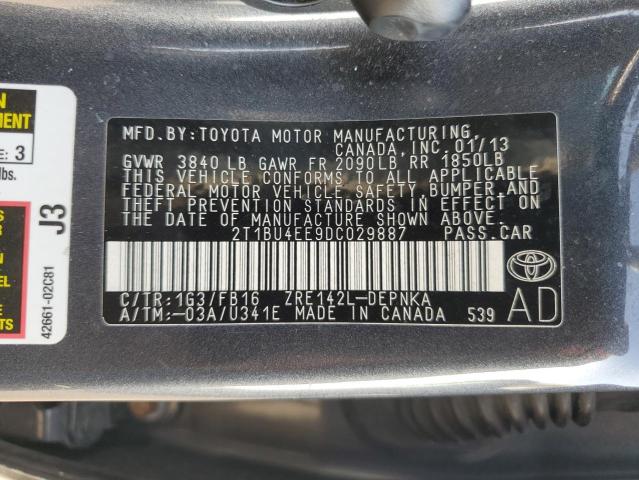 MFD.BY:TOYOTA MOTOR MANUFACTURING,
CANADA, INC. 01/13
GVWR 3840 LB GAWR FR 2090LB RR 1850LB
THIS VEHICLE CONFORMS TO ALL APPLICABLE
FEDERAL MOTOR VEHICLE SAFETY, BUMPER, AND
THEFT PREVENTION STANDARDS IN EFFECT ON
THE DATE OF MANUFACTURE SHOWN ABOVE.
2T1BU4EE9DC029887 PASS.CAR
C/TR:1G3/FB16 ZRE142L-DEPNKA
A/TM:-03A/U341E MADE IN CANADA 539
AD
TOYOTA
3
lbs.
J3
42661-02C81